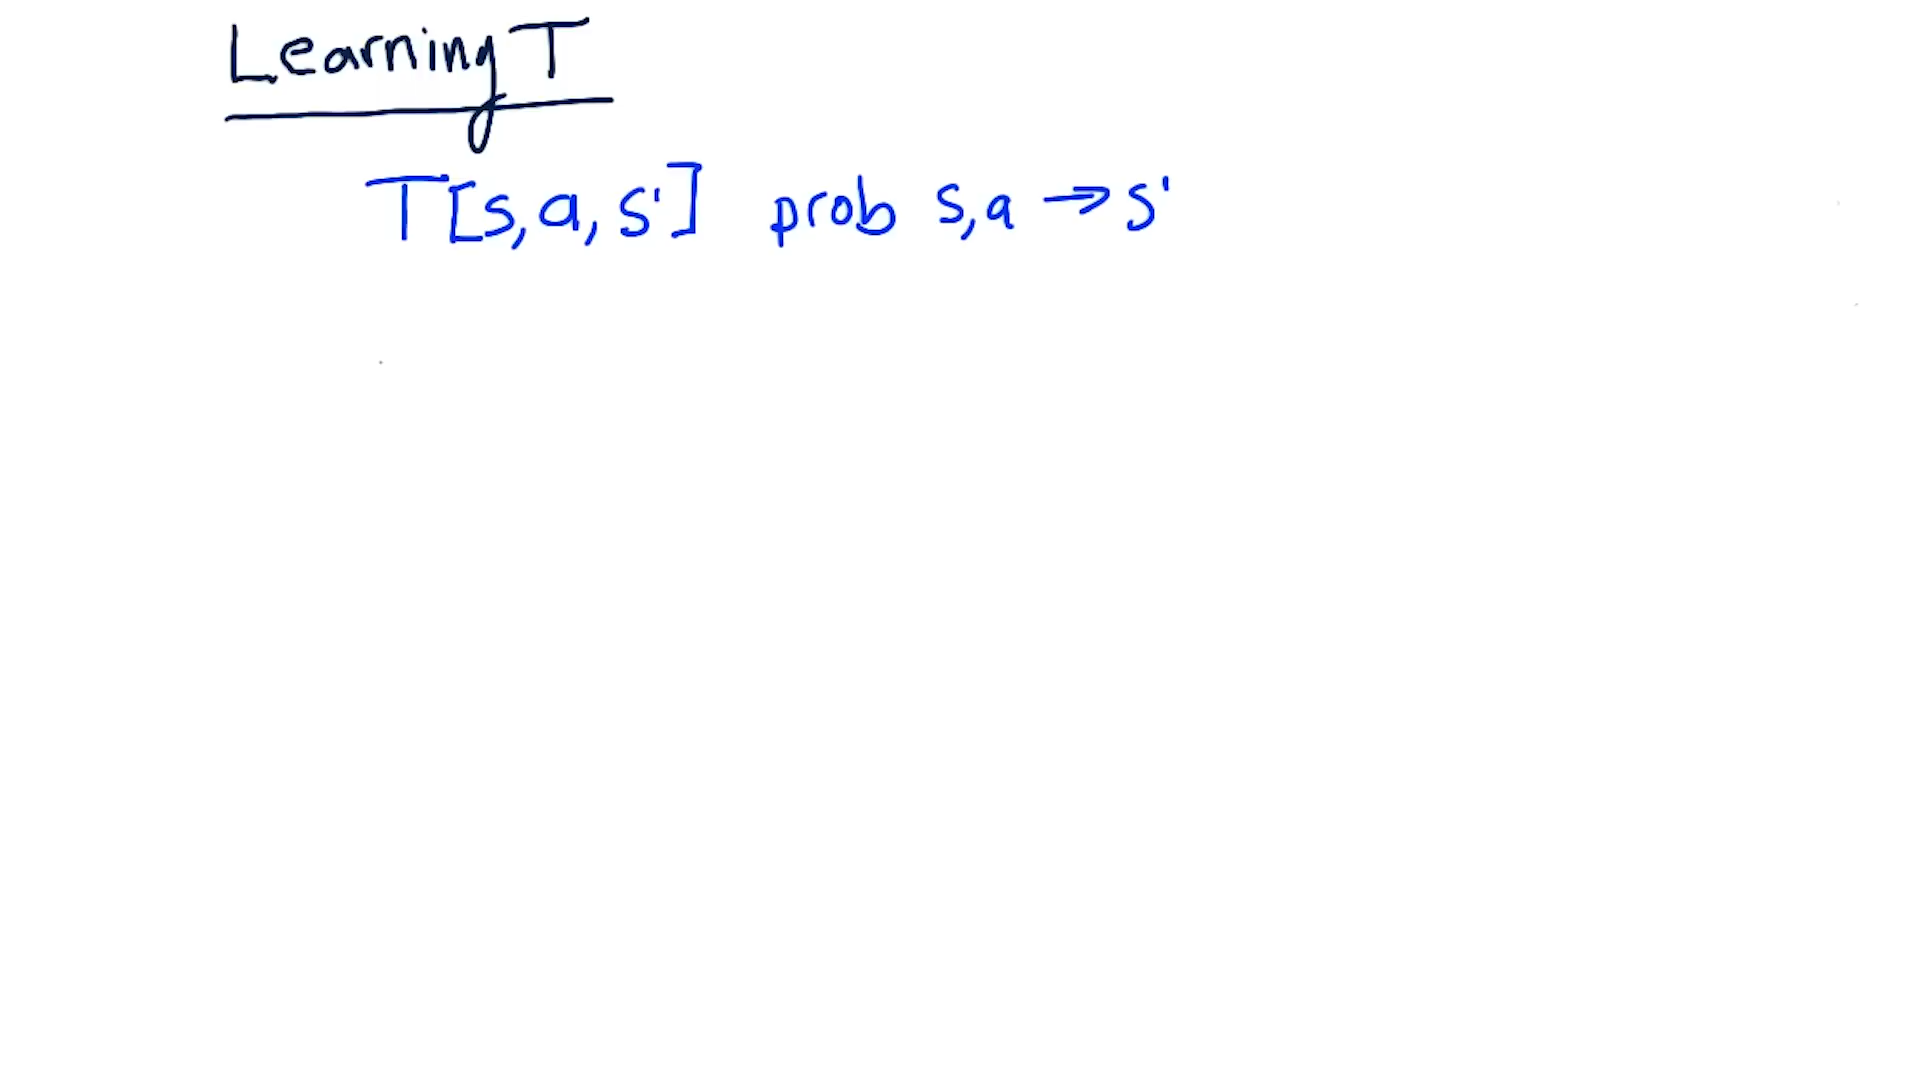 Learning T
T[s,a,s'] prob s,a → s'